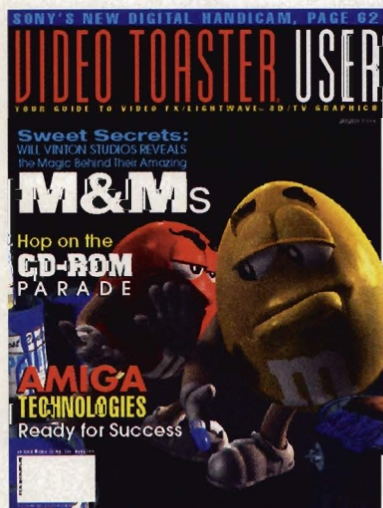 SONY'S NEW DIGITAL HANDICAM, PAGE 62
VIDEO TOASTER USER
YOUR GUIDE TO VIDEO FX/LIGHTWAVE 3D/TV GRAPHICS
Sweet Secrets:
WILL VINTON STUDIOS REVEALS
the Magic Behind Their Amazing
M&Ms
Hop on the
CD-ROM
PARADE
AMIGA
TECHNOLOGIES
Ready for Success
m